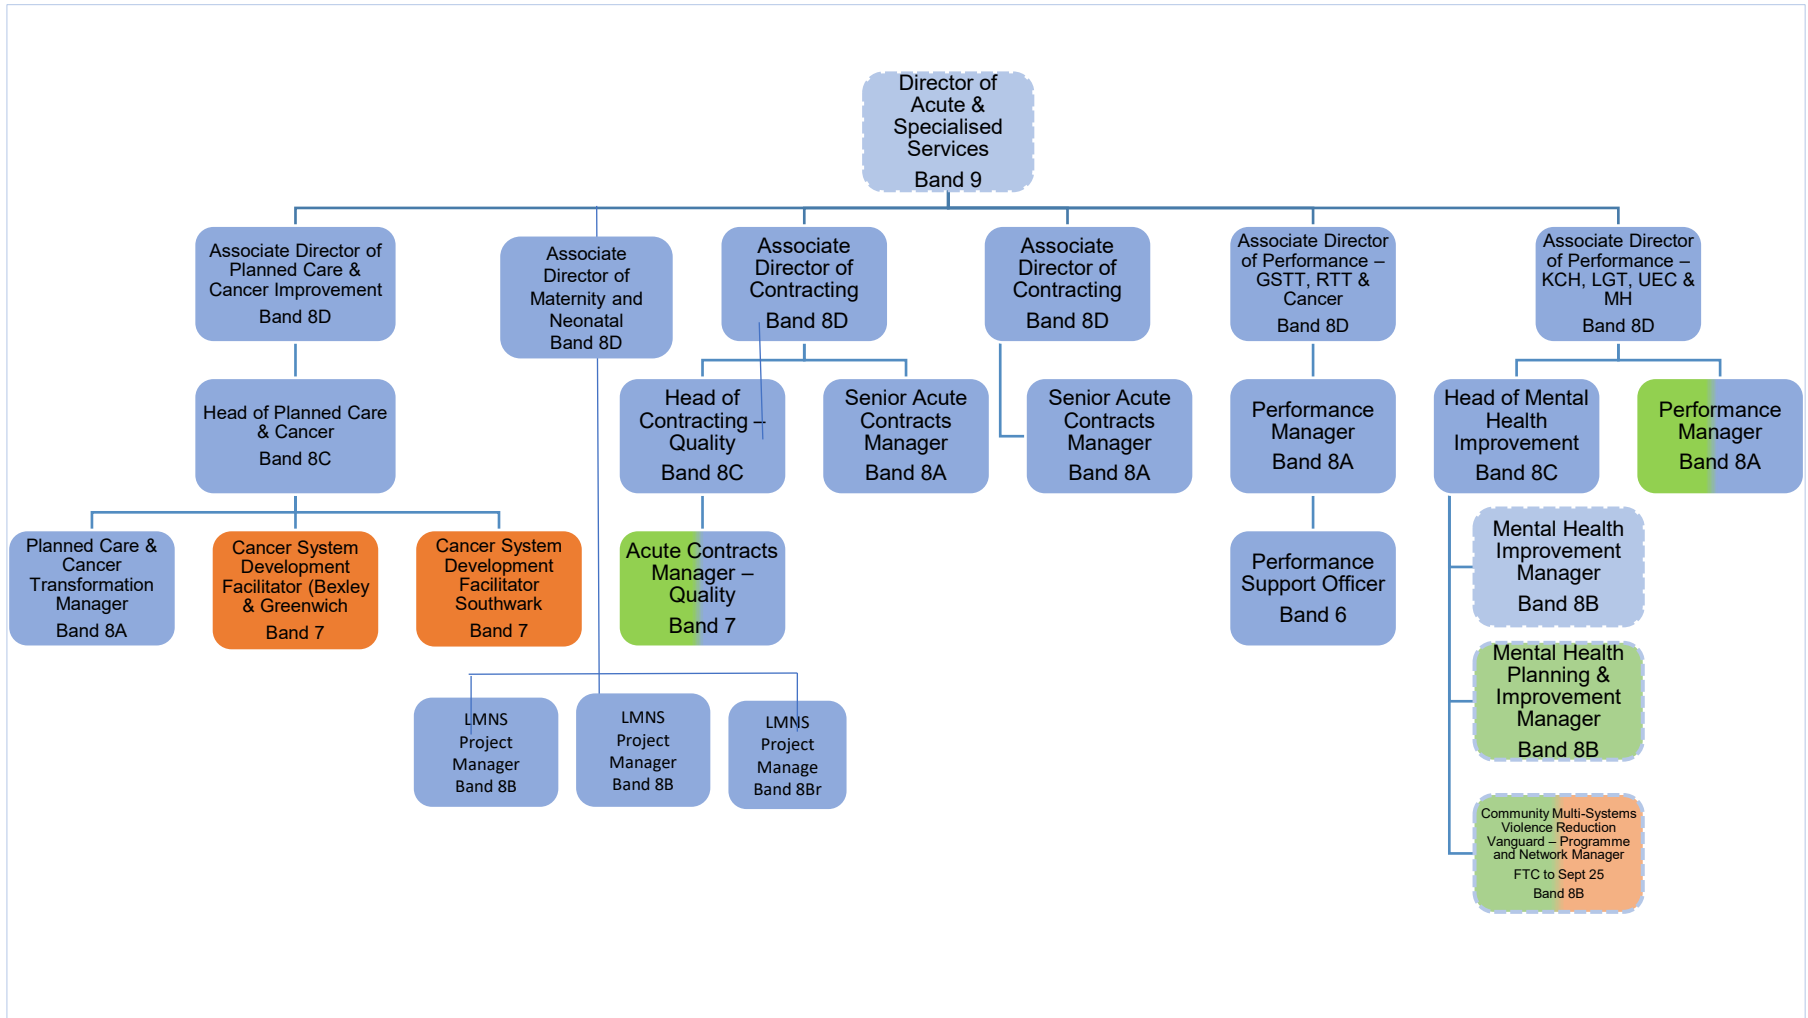 Director of
Acute &
Specialised
Services
Band 9
Associate Director of
Planned Care &
Cancer Improvement
Band 8D
Associate
Director of
Maternity and
Neonatal
Band 8D
Associate
Director of
Contracting
Band 8D
Associate
Director of
Contracting
Band 8D
Associate Director
of Performance –
GSTT, RTT &
Cancer
Band 8D
Associate Director
of Performance –
KCH, LGT, UEC &
MH
Band 8D
Head of Planned Care
& Cancer
Band 8C
Head of
Contracting –
Quality
Band 8C
Senior Acute
Contracts
Manager
Band 8A
Senior Acute
Contracts
Manager
Band 8A
Performance
Manager
Band 8A
Head of Mental
Health
Improvement
Band 8C
Performance
Manager
Band 8A
Planned Care &
Cancer
Transformation
Manager
Band 8A
Cancer System
Development
Facilitator (Bexley
& Greenwich
Band 7
Cancer System
Development
Facilitator
Southwark
Band 7
Acute Contracts
Manager –
Quality
Band 7
Performance
Support Officer
Band 6
Mental Health
Improvement
Manager
Band 8B
Mental Health
Planning &
Improvement
Manager
Band 8B
LMNS
Project
Manager
Band 8B
LMNS
Project
Manager
Band 8B
LMNS
Project
Manage
Band 8Br
Community Multi-Systems
Violence Reduction
Vanguard – Programme
and Network Manager
FTC to Sept 25
Band 8B